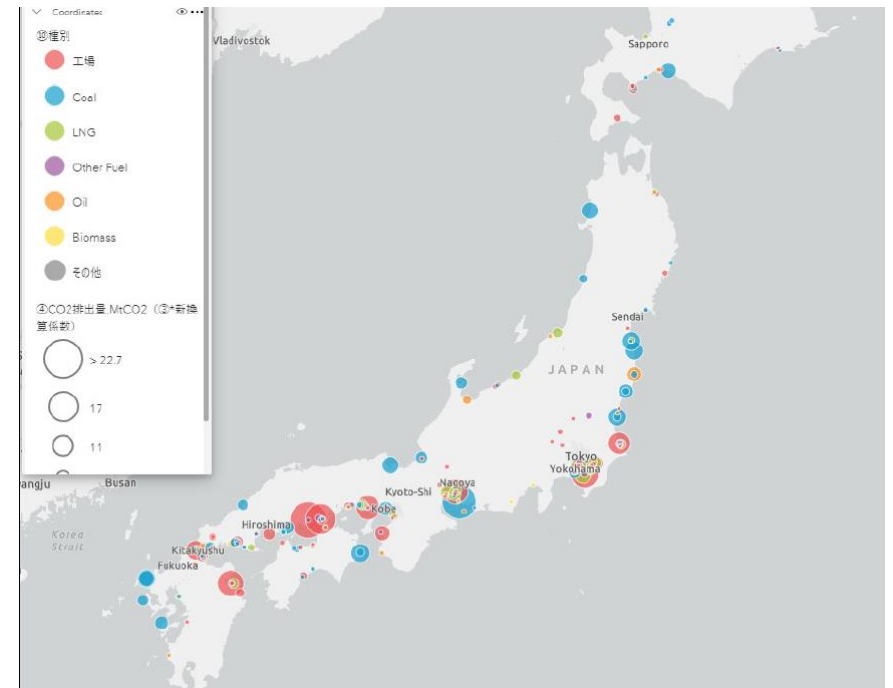 Coordinates
⑩種別
工場
Coal
LNG
Other Fuel
Oil
Biomass
その他
④CO2排出量.MtCO2（③*新換
算係数）
> 22.7
17
11
Vladivostok
Sapporo
Sendai
JAPAN
Tokyo
Yokohama
Nagoya
Kyoto-Shi
Kobe
Hiroshima
Kitakyushu
Fukuoka
Busan
angju
Korea
Strait